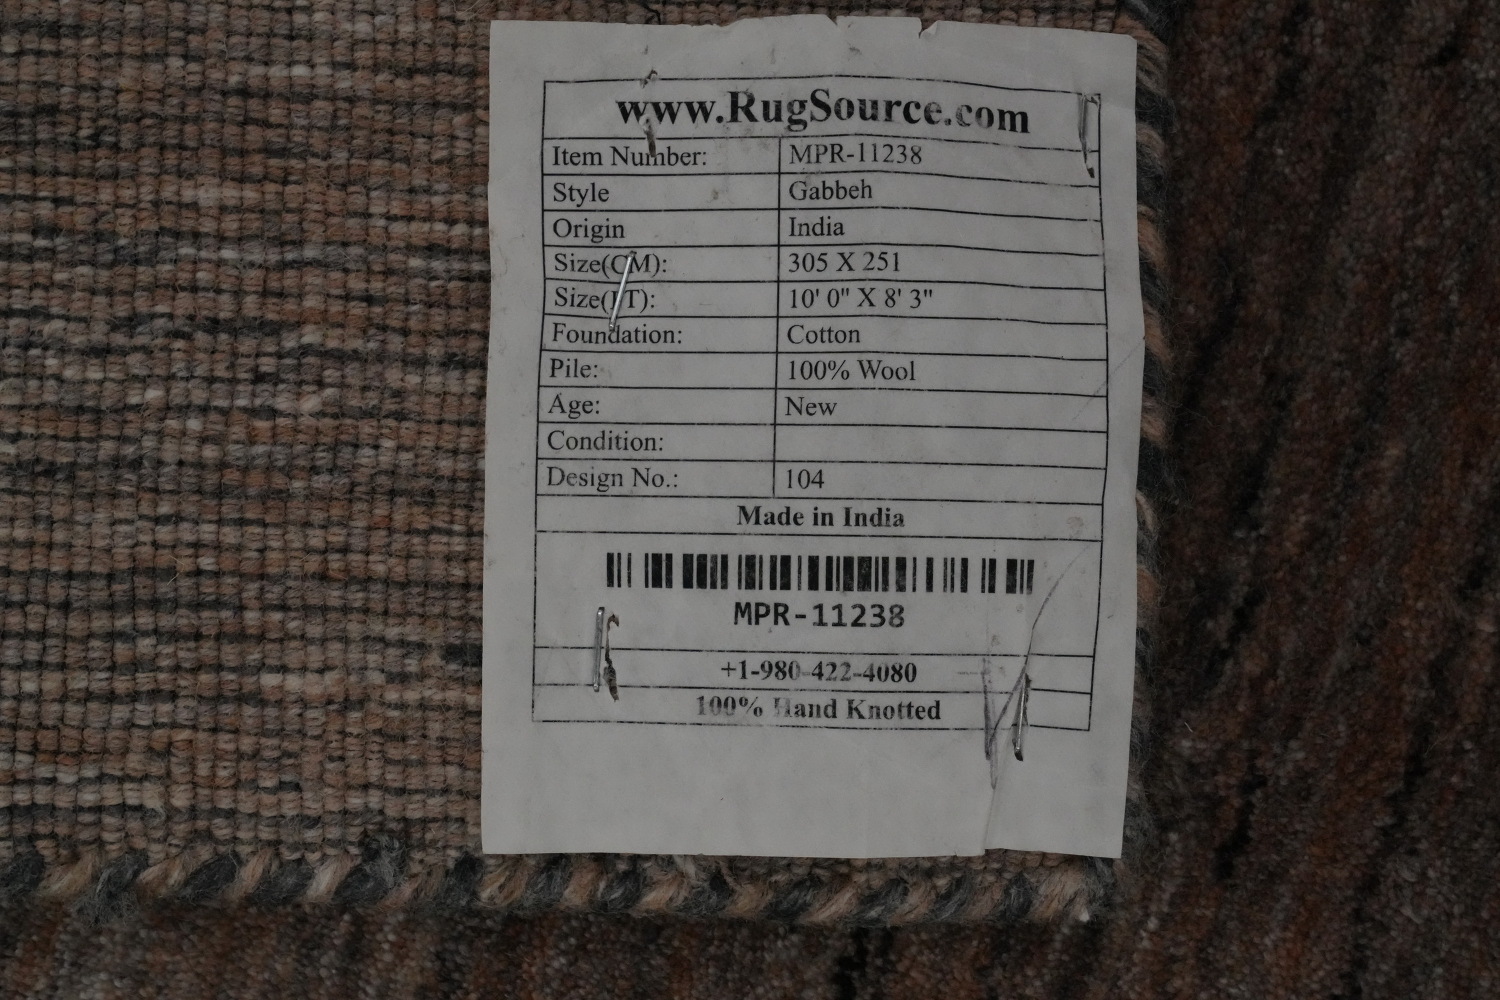 www.RugSource.com
Item Number: MPR-11238
Style Gabbeh
Origin India
Size(CM): 305 X 251
Size(FT): 10' 0" X 8' 3"
Foundation: Cotton
Pile: 100% Wool
Age: New
Condition:
Design No.: 104
Made in India
MPR-11238
+1-980-422-4080
100% Hand Knotted